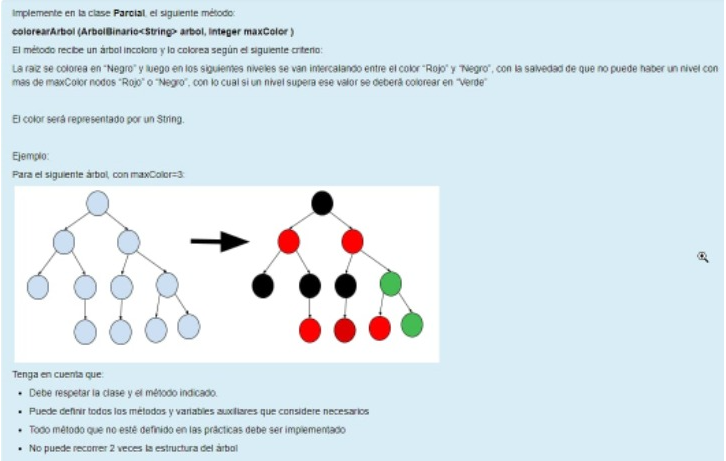 Implemente en la clase Parcial, el siguiente método:
colorearArbol (ArbolBinario<String> arbol, Integer maxColor )
El método recibe un árbol incoloro y lo colorea según el siguiente criterio:
La raiz se colorea en "Negro" y luego en los siguientes niveles se van intercalando entre el color "Rojo" y "Negro", con la salvedad de que no puede haber un nivel con
mas de maxColor nodos "Rojo" o "Negro", con lo cual si un nivel supera ese valor se deberá colorear en "Verde"
El color será representado por un String.
Ejemplo:
Para el siguiente árbol, con maxColor=3:
Tenga en cuenta que:
• Debe respetar la clase y el método indicado.
• Puede definir todos los métodos y variables auxiliares que considere necesarios
• Todo método que no esté definido en las prácticas debe ser implementado
• No puede recorrer 2 veces la estructura del árbol